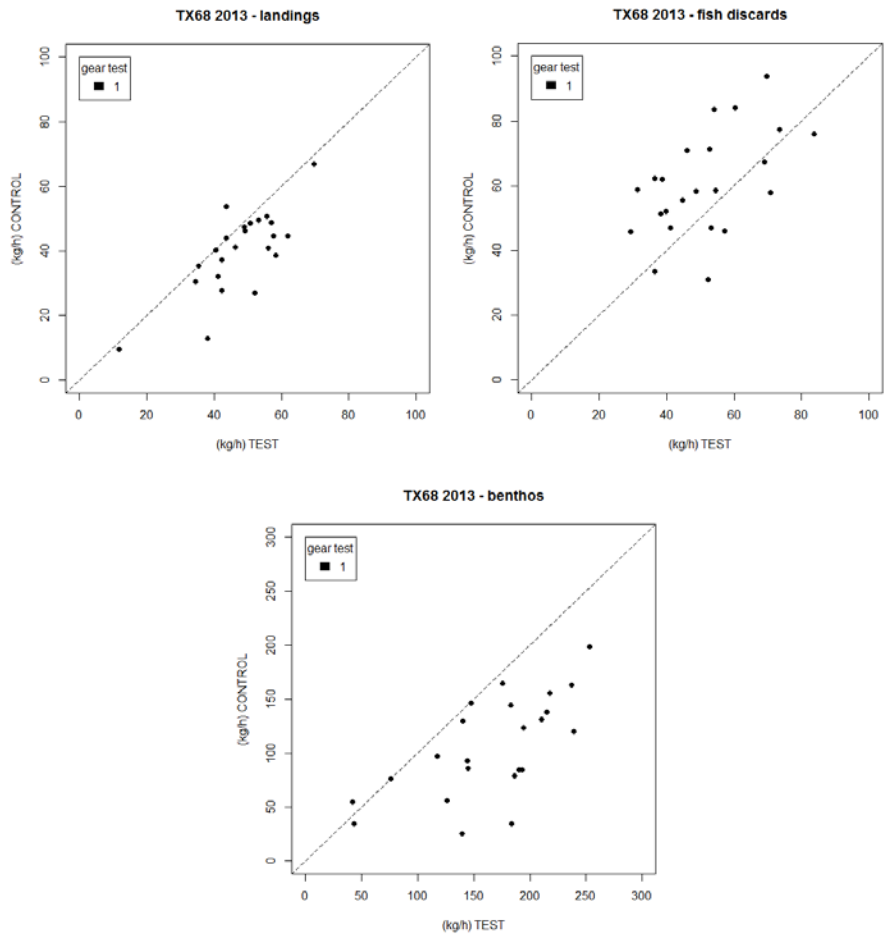 TX68 2013 - landings
gear test
1
(kg/h) CONTROL
0 20 40 60 80 100
0 20 40 60 80 100
(kg/h) TEST
TX68 2013 - fish discards
gear test
1
(kg/h) CONTROL
0 20 40 60 80 100
0 20 40 60 80 100
(kg/h) TEST
TX68 2013 - benthos
gear test
1
(kg/h) CONTROL
0 50 100 150 200 250 300
0 50 100 150 200 250 300
(kg/h) TEST